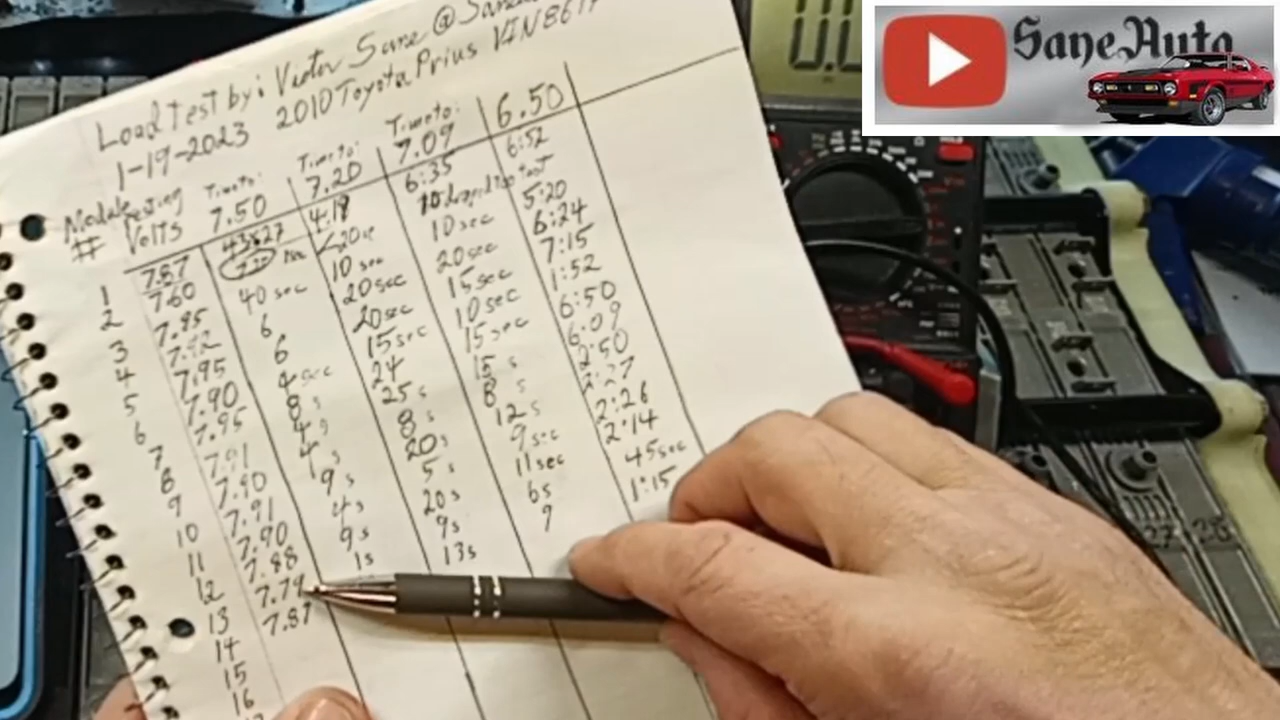 SaneAuto
Load Test by: Victor Sane @
1-19-2023 2010 Toyota Prius VIN
Module # Resting Volts Time to: 7.50 Time to: 7.20 Time to: 7.09 6.50
7.87 4:19 6:35 6:52
1 7.60 20 10
2 40 sec 10 sec 10 sec 5:20
3 7.95 6 20 sec 20 sec 6:24
4 7.92 6 20 sec 15 sec 7:15
5 7.95 4 sec 15 sec 10 sec 1:52
6 7.90 8 s 24 15 sec 6:50
7 7.95 25 s 15 s 6:09
8 7.91 8 s 8 s 2:50
9 7.90 9 s 20 s 12 s 2:27
10 7.91 4 s 5 s 9 sec 2:26
11 7.90 9 s 20 s 11 sec 2:14
12 7.88 1 s 9 s 6 s 45 sec
13 7.79 13 s 9 1:15
14 7.87
15
16
27 28